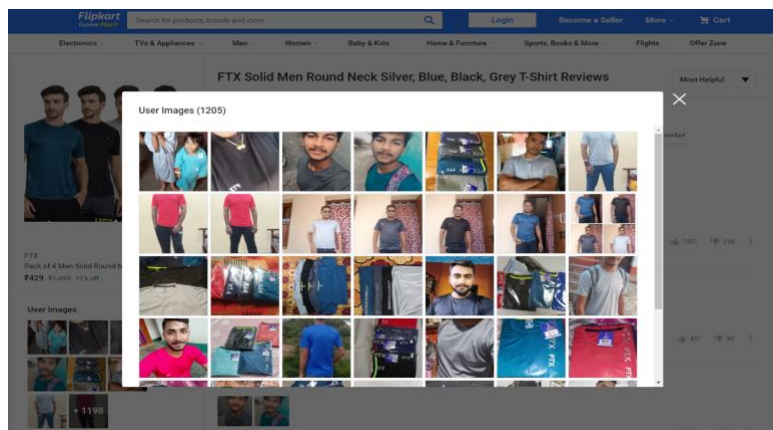 Flipkart
Explore Plus
Search for products, brands and more
Login
Become a Seller
More
Cart
Electronics
TVs & Appliances
Men
Women
Baby & Kids
Home & Furniture
Sports, Books & More
Flights
Offer Zone
FTX Solid Men Round Neck Silver, Blue, Black, Grey T-Shirt Reviews
Most Helpful
User Images (1205)
FTX
Pack of 4 Men Solid Round N
₹429 ₹1,499 71% off
User Images
+ 1198